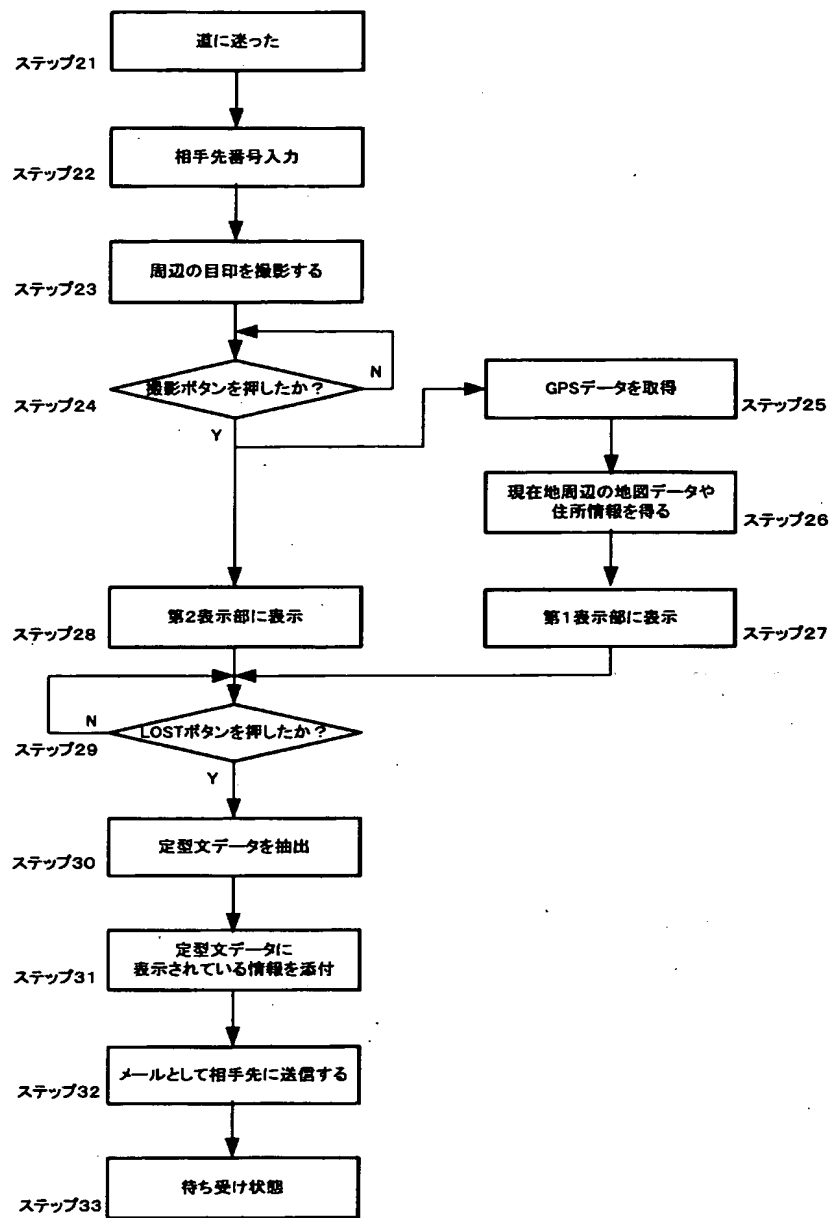 道に迷った
ステップ21
相手先番号入力
ステップ22
周辺の目印を撮影する
ステップ23
撮影ボタンを押したか?
N
ステップ24
Y
GPSデータを取得
ステップ25
現在地周辺の地図データや
住所情報を得る
ステップ26
第2表示部に表示
ステップ28
第1表示部に表示
ステップ27
N
LOSTボタンを押したか?
ステップ29
Y
定型文データを抽出
ステップ30
定型文データに
表示されている情報を添付
ステップ31
メールとして相手先に送信する
ステップ32
待ち受け状態
ステップ33